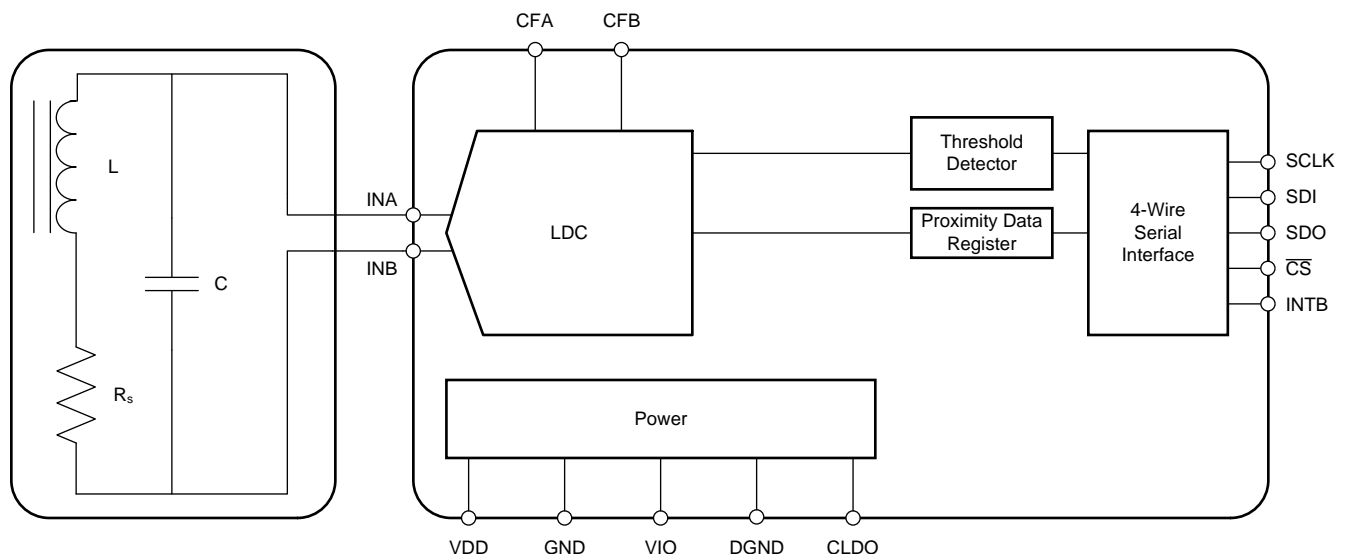 CFA
CFB
L
C
Rₛ
INA
INB
LDC
Threshold
Detector
Proximity Data
Register
4-Wire
Serial
Interface
SCLK
SDI
SDO
C̅S̅
INTB
Power
VDD
GND
VIO
DGND
CLDO